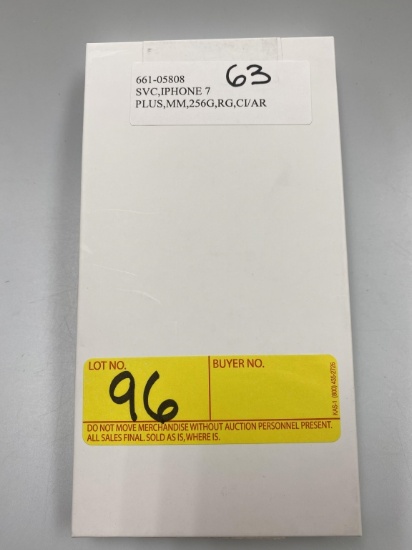 661-05808
63
SVC,IPHONE 7
PLUS,MM,256G,RG,CI/AR
LOT NO.
BUYER NO.
96
DO NOT MOVE MERCHANDISE WITHOUT AUCTION PERSONNEL PRESENT.
ALL SALES FINAL. SOLD AS IS, WHERE IS.